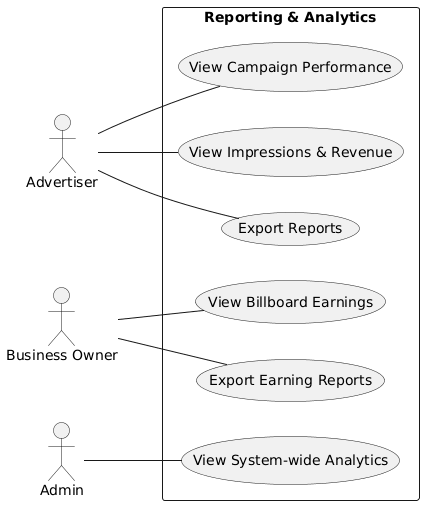 Reporting & Analytics
View Campaign Performance
Advertiser
View Impressions & Revenue
Export Reports
Business Owner
View Billboard Earnings
Export Earning Reports
Admin
View System-wide Analytics